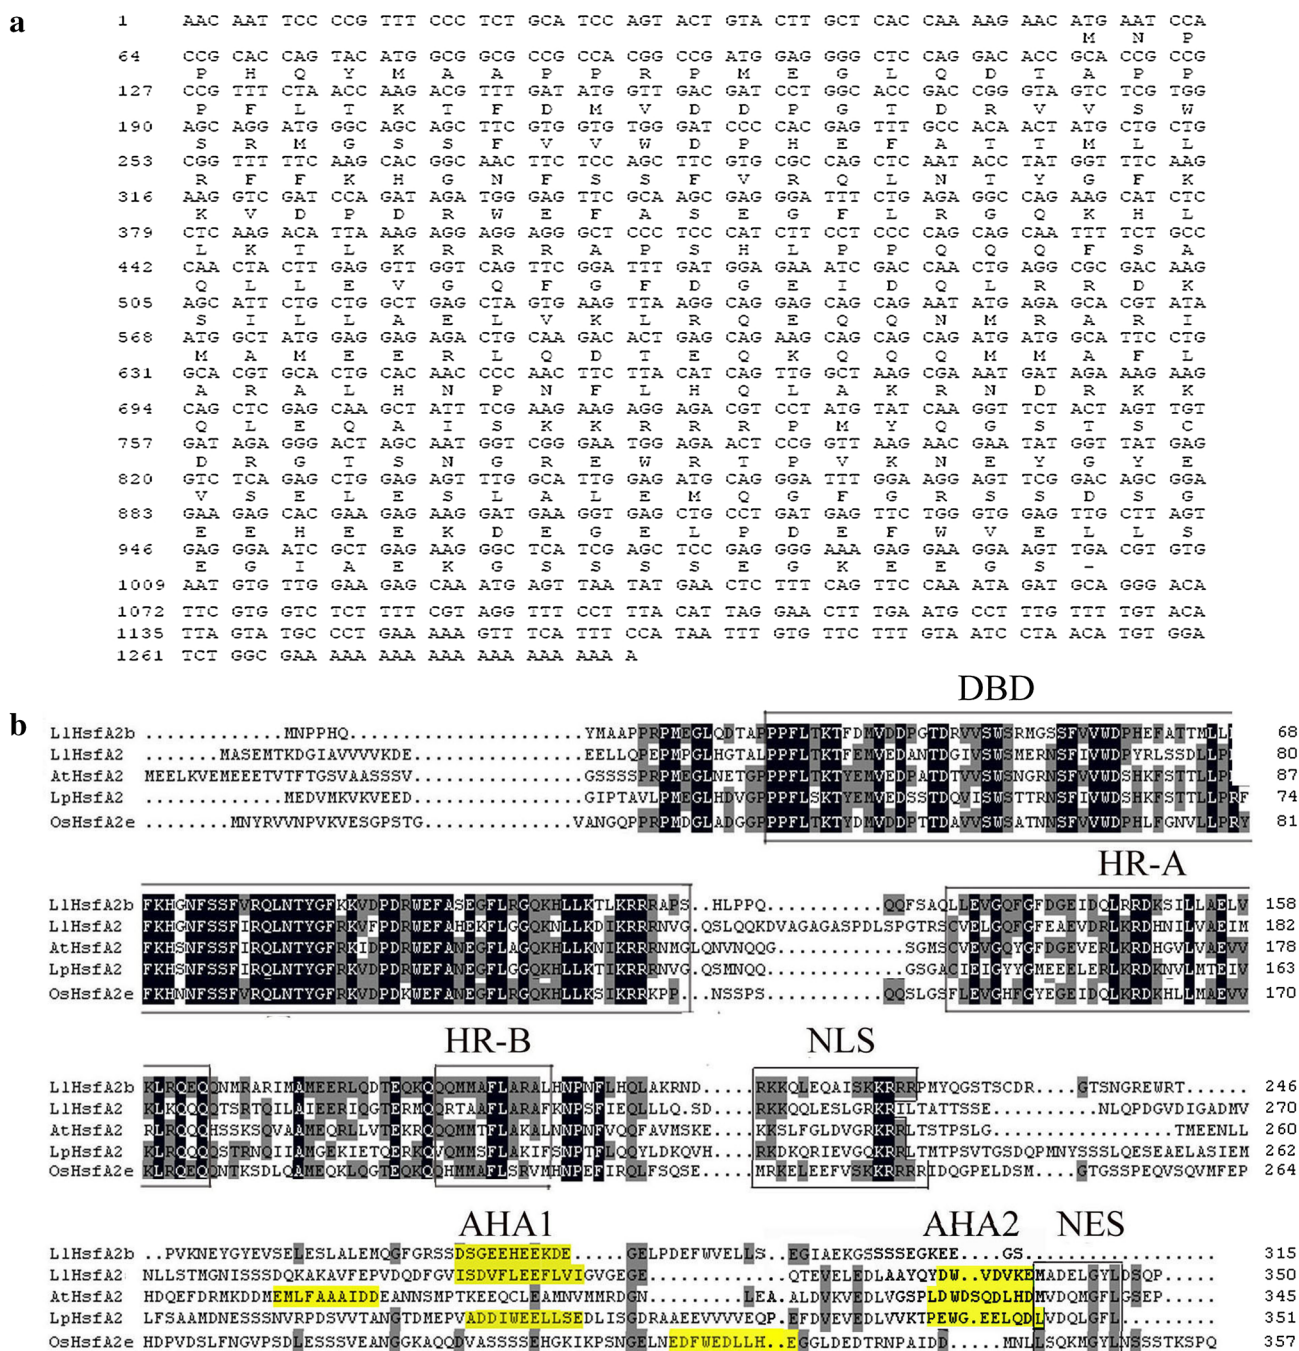 a
1 AAC AAT TCC CCG TTT CCC TCT GCA TCC AGT ACT GTA CTT GCT CAC CAA AAG AAC ATG AAT CCA
M N P
64 CCG CAC CAG TAC ATG GCG GCG CCG CCA CGG CCG ATG GAG GGG CTC CAG GAC ACC GCA CCG CCG
P H Q Y M A A P P R P M E G L Q D T A P P
127 CCG TTT CTA ACC AAG ACG TTT GAT ATG GTT GAC GAT CCT GGC ACC GAC CGG GTA GTC TCG TGG
P F L T K T F D M V D D P G T D R V V S W
190 AGC AGG ATG GGC AGC AGC TTC GTG GTG TGG GAT CCC CAC GAG TTT GCC ACA ACT ATG CTG CTG
S R M G S S F V V W D P H E F A T T M L L
253 CGG TTT TTC AAG CAC GGC AAC TTC TCC AGC TTC GTG CGC CAG CTC AAT ACC TAT GGT TTC AAG
R F F K H G N F S S F V R Q L N T Y G F K
316 AAG GTC GAT CCA GAT AGA TGG GAG TTC GCA AGC GAG GGA TTT CTG AGA GGC CAG AAG CAT CTC
K V D P D R W E F A S E G F L R G Q K H L
379 CTC AAG ACA TTA AAG AGG AGG AGG GCT CCC TCC CAT CTT CCT CCC CAG CAG CAA TTT TCT GCC
L K T L K R R R A P S H L P P Q Q Q F S A
442 CAA CTA CTT GAG GTT GGT CAG TTC GGA TTT GAT GGA GAA ATC GAC CAA CTG AGG CGC GAC AAG
Q L L E V G Q F G F D G E I D Q L R R D K
505 AGC ATT CTG CTG GCT GAG CTA GTG AAG TTA AGG CAG GAG CAG CAG AAT ATG AGA GCA CGT ATA
S I L L A E L V K L R Q E Q Q N M R A R I
568 ATG GCT ATG GAG GAG AGA CTG CAA GAC ACT GAG CAG AAG CAG CAG CAG ATG ATG GCA TTC CTG
M A M E E R L Q D T E Q K Q Q Q M M A F L
631 GCA CGT GCA CTG CAC AAC CCC AAC TTC TTA CAT CAG TTG GCT AAG CGA AAT GAT AGA AAG AAG
A R A L H N P N F L H Q L A K R N D R K K
694 CAG CTC GAG CAA GCT ATT TCG AAG AAG AGG AGA CGT CCT ATG TAT CAA GGT TCT ACT AGT TGT
Q L E Q A I S K K R R R P M Y Q G S T S C
757 GAT AGA GGG ACT AGC AAT GGT CGG GAA TGG AGA ACT CCG GTT AAG AAC GAA TAT GGT TAT GAG
D R G T S N G R E W R T P V K N E Y G Y E
820 GTC TCA GAG CTG GAG AGT TTG GCA TTG GAG ATG CAG GGA TTT GGA AGG AGT TCG GAC AGC GGA
V S E L E S L A L E M Q G F G R S S D S G
883 GAA GAG CAC GAA GAG AAG GAT GAA GGT GAG CTG CCT GAT GAG TTC TGG GTG GAG TTG CTT AGT
E E H E E K D E G E L P D E F W V E L L S
946 GAG GGA ATC GCT GAG AAG GGC TCA TCG AGC TCC GAG GGG AAA GAG GAA GGA AGT TGA CGT GTG
E G I A E K G S S S S E G K E E G S –
1009 AAT GTG TTG GAA GAG CAA ATG AGT TAA TAT GAA CTC TTT CAG TTC CAA ATA GAT GCA GGG ACA
1072 TTC GTG GTC TCT TTT CGT AGG TTT CCT TTA CAT TAG GAA CTT TGA ATG CCT TTG TTT TGT ACA
1135 TTA GTA TGC CCT GAA AAA GTT TCA TTT CCA TAA TTT GTG TTC TTT GTA ATC CTA ACA TGT GGA
1261 TCT GGC GAA AAA AAA AAA AAA AAA AAA A
b
DBD
LlHsfA2b ..............MNPPHQ........................YMAAPPRPMEGLQDTAPPPFLTKTFDMVDDPGTDRVVSWSRMGSSFVVWDPHEFATTMLL 68
LlHsfA2 .......MASEMTKDGIAVVVVKDE....................EELLQPEPMPGLHGTALPPFLTKTFEMVEDANTDGIVSWSMERNSFIVWDPYRLSSDLLP 80
AtHsfA2 MEELKVEMEEETVTFTGSVAASSSV....................GSSSSPRPMEGLNETGPPPFLTKTYEMVEDPATDTVVSWSNGRNSFVVWDSHKFSTTLLP 87
LpHsfA2 ..............MEDVMKVKVEED...................GIPTAVLPMEGLHDVGPPPFLSKTYEMVEDSSTDQVISWSTTRNSFIVWDSHKFSTTLLPRF 74
OsHsfA2e .........MNYRVVNPVKVESGPSTG...............VANGQPPRPMDGLADGGPPPFLTKTYDMVDDPTTDAVVSWSATNNSFVVWDPHLFGNVLLPRY 81
HR-A
LlHsfA2b FKHGNFSSFVRQLNTYGFKKVDPDRWEFASEGFLRGQKHLLKTLKRRRAPS..HLPPQ.............QQFSAQLLEVGQFGFDGEIDQLRRDKSILLAELV 158
LlHsfA2 FKHGNFSSFIRQLNTYGFRKVFPDRWEFAHEKFLGGQKNLLKDIKRRRNVG.QSLQQKDVAGAGASPDLSPGTRSCVELGQFGFEAEVDRLKRDHNILVAEIM 182
AtHsfA2 FKHSNFSSFIRQLNTYGFRKIDPDRWEFANEGFLAGQKHLLKNIKRRRNMGLQNVNQQG..............SGMSCVEVGQYGFDGEVERLKRDHGVLVAEVV 178
LpHsfA2 FKHSNFSSFIRQLNTYGFRKVDPDRWEFANEGFLGGQKHLLKTIKRRRNVG.QSMNQQ..............GSGACIEIGYYGMEEELERLKRDKNVLMTEIV 163
OsHsfA2e FKHNNFSSFVRQLNTYGFRKVDPDKWEFANEGFLRGQKHLLKSIKRRKPP...NSSPS............QQSLGSFLEVGHFGYEGEIDQLKRDKHLLMAEVV 170
HR-B NLS
LlHsfA2b KLRQEQQNMRARIMAMEERLQDTEQKQQQMMAFLARALHNPNFLHQLAKRND.....RKKQLEQAISKKRRRPMYQGSTSCDR....GTSNGREWRT....... 246
LlHsfA2 KLKQQQQTSRTQILAIEERIQGTERMQQRTAAFLARAFKNPSFIEQLLLQ.SD....RKKQQLESLGRKRILTATTSSE.......NLQPDGVDIGADMV 270
AtHsfA2 RLRQQQHSSKSQVAAMEQRLLVTEKRQQQMMTFLAKALNNPNFVQQFAVMSKE....KKSLFGLDVGRKRRLTSTPSLG...........TMEENLL 260
LpHsfA2 KLRQQQQSTRNQIIAMGEKIETQERKQVQMMSFLAKIFSNPTFLQQYLDKQVH....RKDKQRIEVGQKRRLTMTPSVTGSDQPMNYSSSLQESEAELASIEM 262
OsHsfA2e KLRQEQQNTKSDLQAMEQKLQGTEQKQQHMMAFLSRVMHNPEFIRQLFSQSE.....MRKELEEFVSKKRRRRIDQGPELDSM....GTGSSPEQVSQVMFEP 264
AHA1 AHA2 NES
LlHsfA2b ..PVKNEYGYEVSELESLALEMQGFGRSSDSGEEHEEKDE.....GELPDEFWVELLS..EGIAEKGSSSSEGKEE....GS.................. 315
LlHsfA2 NLLSTMGNISSSDQKAKAVFEPVDQDFGVISDVFLEEFLVIGVGEGE.............QTEVELEDLAAYQYDW..VDVKEMADELGYLDSQP..... 350
AtHsfA2 HDQEFDRMKDDMEMLFAAAIDDEANNSMPTKEEQCLEAMNVMMRDGN.........LEA..ALDVKVEDLVGSPLDWDSQDLHDMVDQMGFLGSEP.... 345
LpHsfA2 LFSAAMDNESSSNVRPDSVVTANGTDMEPVADDIWEELLSEDLISGDRAAEEVVVVEQP..EFDVEVEDLVVKTPEWG.EELQDLVDQLGFL........ 351
OsHsfA2e HDPVDSLFNGVPSDLESSSVEANGGKAQQDVASSSSEHGKIKPSNGELNEDFWEDLLH..EGGLDEDTRNPAIDD.....MNLLSQKMGYLNSSSTKSPQ 357